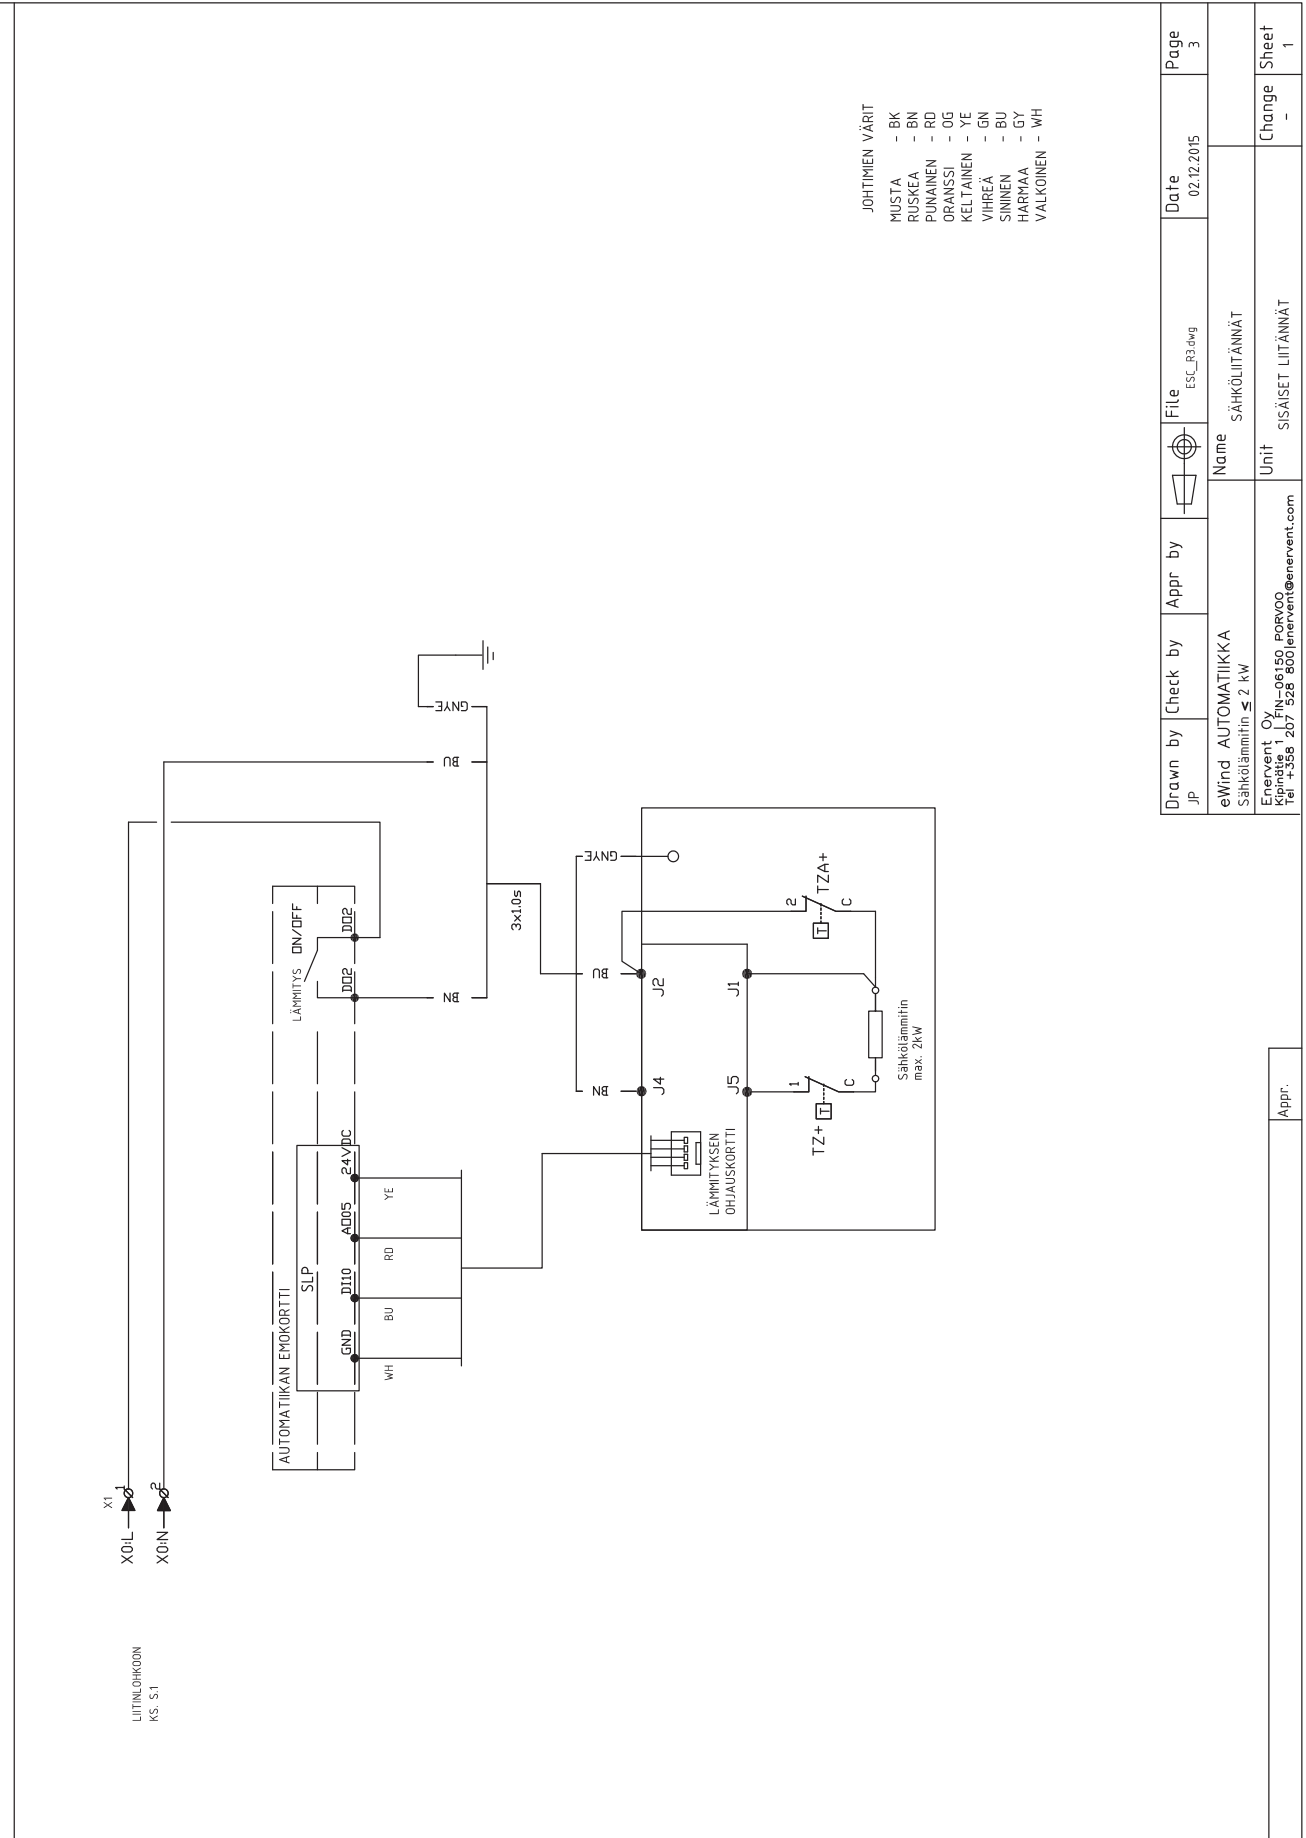 LIITINLOHKOON
KS. S.1
X1
X0:L
1
X0:N
2
AUTOMATIIKAN EMOKORTTI
SLP
GND
DI10
AO05
24VDC
LÄMMITYS ON/OFF
DO2
DO2
WH
BU
RD
YE
BN
BU
GNYE
3x1.0s
BN
BU
GNYE
J4
J2
J5
J1
LÄMMITYKSEN
OHJAUSKORTTI
TZ+
T
1
C
2
C
T
TZA+
Sähkölämmitin
max. 2kW
JOHTIMIEN VÄRIT
MUSTA - BK
RUSKEA - BN
PUNAINEN - RD
ORANSSI - OG
KELTAINEN - YE
VIHREÄ - GN
SININEN - BU
HARMAA - GY
VALKOINEN - WH
Appr.
Drawn by
JP
Check by
Appr by
File
ESC_R3.dwg
Date
02.12.2015
Page
3
eWind AUTOMATIIKKA
Sähkölämmitin ≤ 2 kW
Name
SÄHKÖLIITÄNNÄT
Enervent Oy
Kipinätie 1 | FIN-06150 PORVOO
Tel +358 207 528 800|enervent@enervent.com
Unit
SISÄISET LIITÄNNÄT
Change
-
Sheet
1